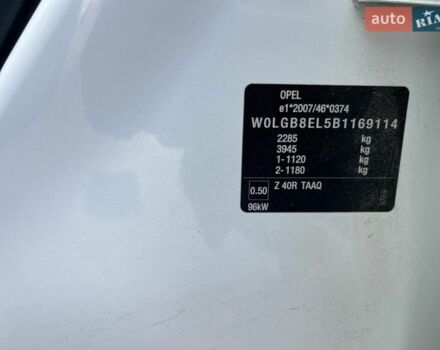 auto RIA
OPEL
e1*2007/46*0374
W0LGB8EL5B1169114
2285 kg
3945 kg
1-1120 kg
2-1180 kg
Z 40R TAAQ
0.50
96kW
9769